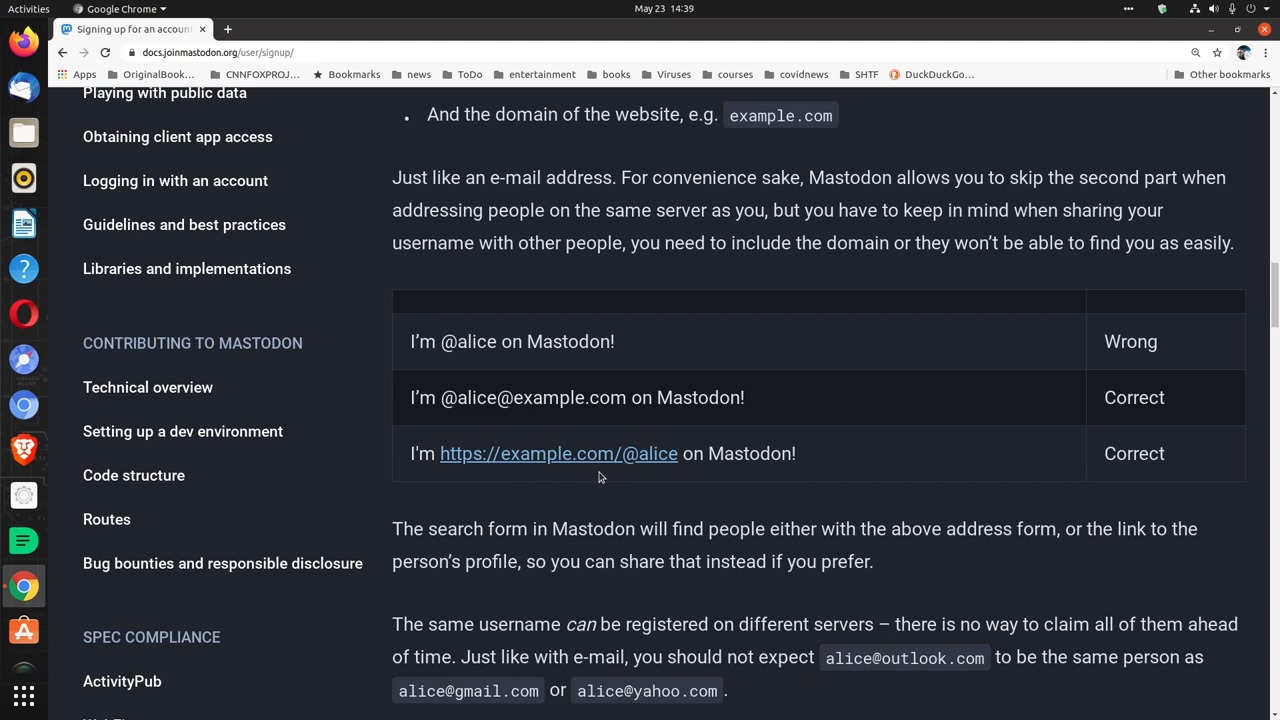 Activities
Google Chrome
May 23 14:39
Signing up for an account
docs.joinmastodon.org/user/signup/
Apps
OriginalBook...
CNNFOXPROJ...
Bookmarks
news
ToDo
entertainment
books
Viruses
courses
covidnews
SHTF
DuckDuckGo...
Other bookmarks
Playing with public data
Obtaining client app access
Logging in with an account
Guidelines and best practices
Libraries and implementations
CONTRIBUTING TO MASTODON
Technical overview
Setting up a dev environment
Code structure
Routes
Bug bounties and responsible disclosure
SPEC COMPLIANCE
ActivityPub
And the domain of the website, e.g. example.com
Just like an e-mail address. For convenience sake, Mastodon allows you to skip the second part when
addressing people on the same server as you, but you have to keep in mind when sharing your
username with other people, you need to include the domain or they won’t be able to find you as easily.
I’m @alice on Mastodon! Wrong
I’m @alice@example.com on Mastodon! Correct
I'm https://example.com/@alice on Mastodon! Correct
The search form in Mastodon will find people either with the above address form, or the link to the
person’s profile, so you can share that instead if you prefer.
The same username can be registered on different servers – there is no way to claim all of them ahead
of time. Just like with e-mail, you should not expect alice@outlook.com to be the same person as
alice@gmail.com or alice@yahoo.com.